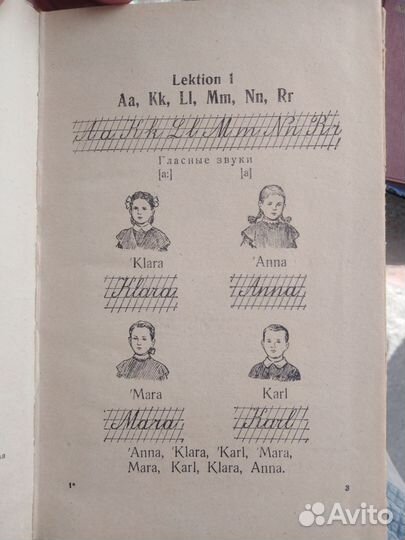 Lektion 1
Aa, Kk, Ll, Mm, Nn, Rr
Aa Kk Ll Mm Nn Rr
Гласные звуки
[a:] [a]
'Klara 'Anna
Klara Anna
'Mara Karl
Mara Karl
'Anna, 'Klara, 'Karl, 'Mara,
Mara, Karl, Klara, Anna.
1* 3
Avito